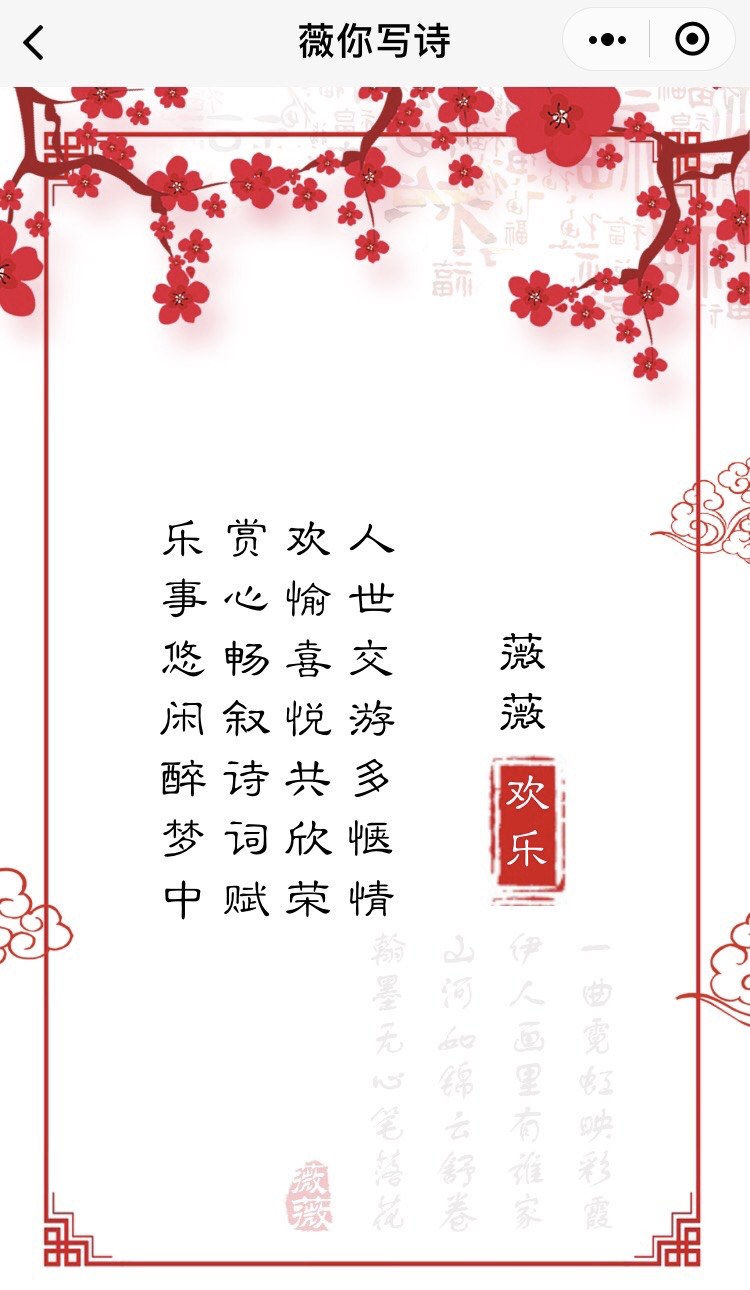 薇你写诗
薇薇
欢乐
人世交游多惬情
欢愉喜悦共欣荣
赏心畅叙诗词赋
乐事悠闲醉梦中
一曲霓虹映彩霞
伊人画里有谁家
山河如锦云舒卷
翰墨无心笔落花
薇薇